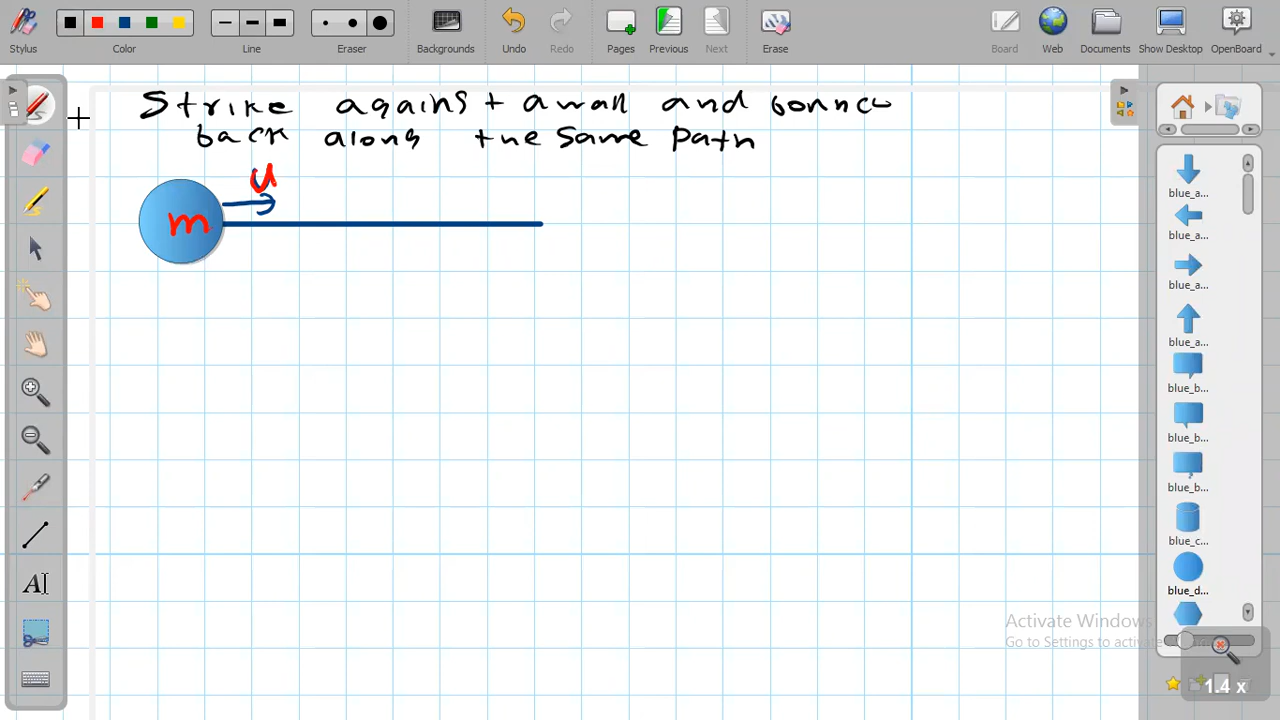 Stylus
Color
Line
Eraser
Backgrounds
Undo
Redo
Pages
Previous
Next
Erase
Board
Web
Documents
Show Desktop
OpenBoard
Strike against a wall and bounce
back along the same path
u
m
blue_a...
blue_a...
blue_a...
blue_a...
blue_b...
blue_b...
blue_b...
blue_c...
blue_d...
AI
Activate Windows
Go to Settings to activate
1.4 x